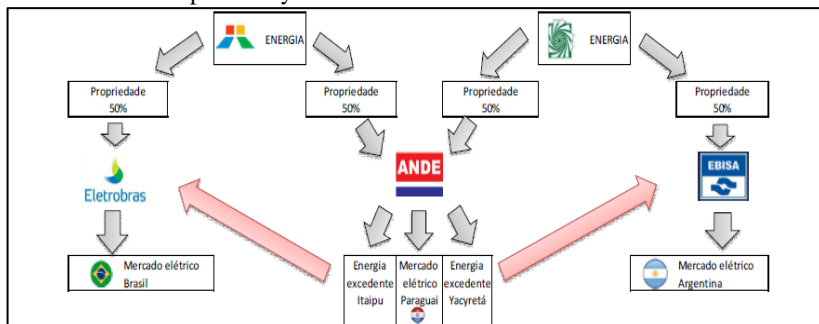 ENERGIA
ENERGIA
Propriedade
50%
Propriedade
50%
Propriedade
50%
Propriedade
50%
Eletrobras
ANDE
EBISA
Mercado elétrico
Brasil
Energia
excedente
Itaipu
Mercado
elétrico
Paraguai
Energia
excedente
Yacyretá
Mercado elétrico
Argentina